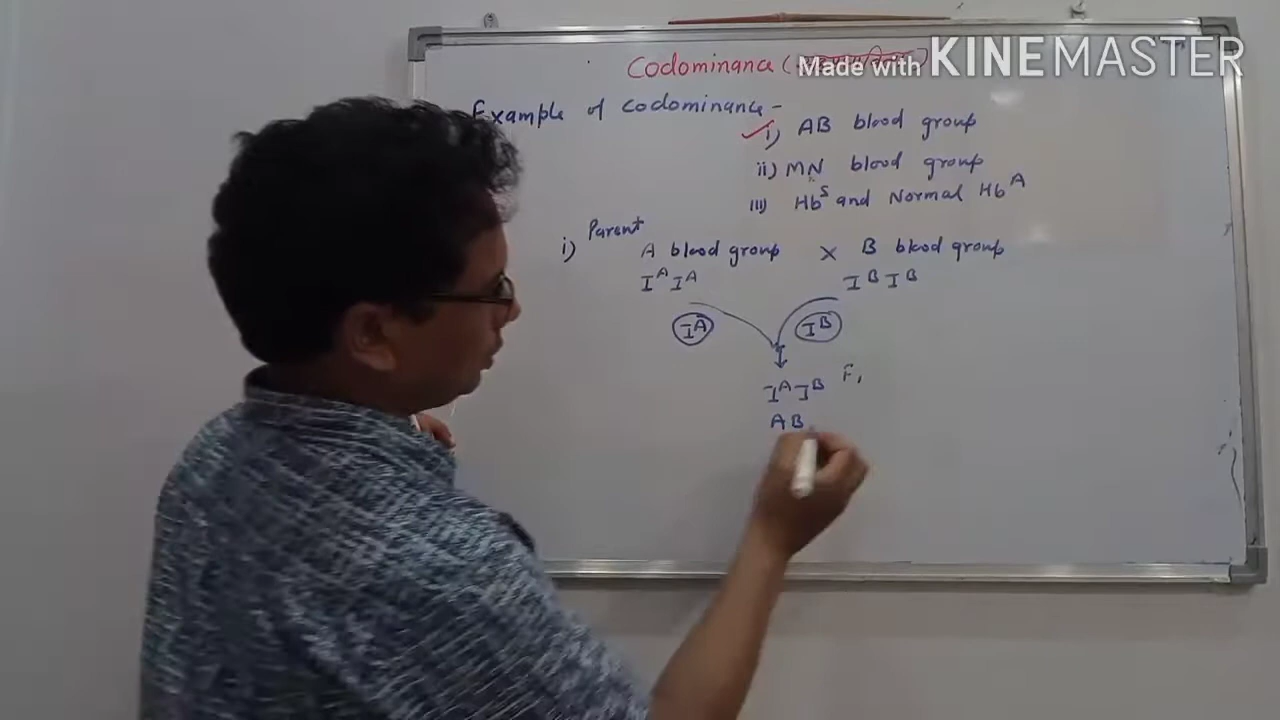 Made with KINEMASTER
Codominance (
Example of codominance -
i) AB blood group
ii) MN blood group
iii) Hb^S and Normal Hb^A
i) Parent
A blood group × B blood group
I^A I^A I^B I^B
I^A I^B
I^A I^B F₁
AB